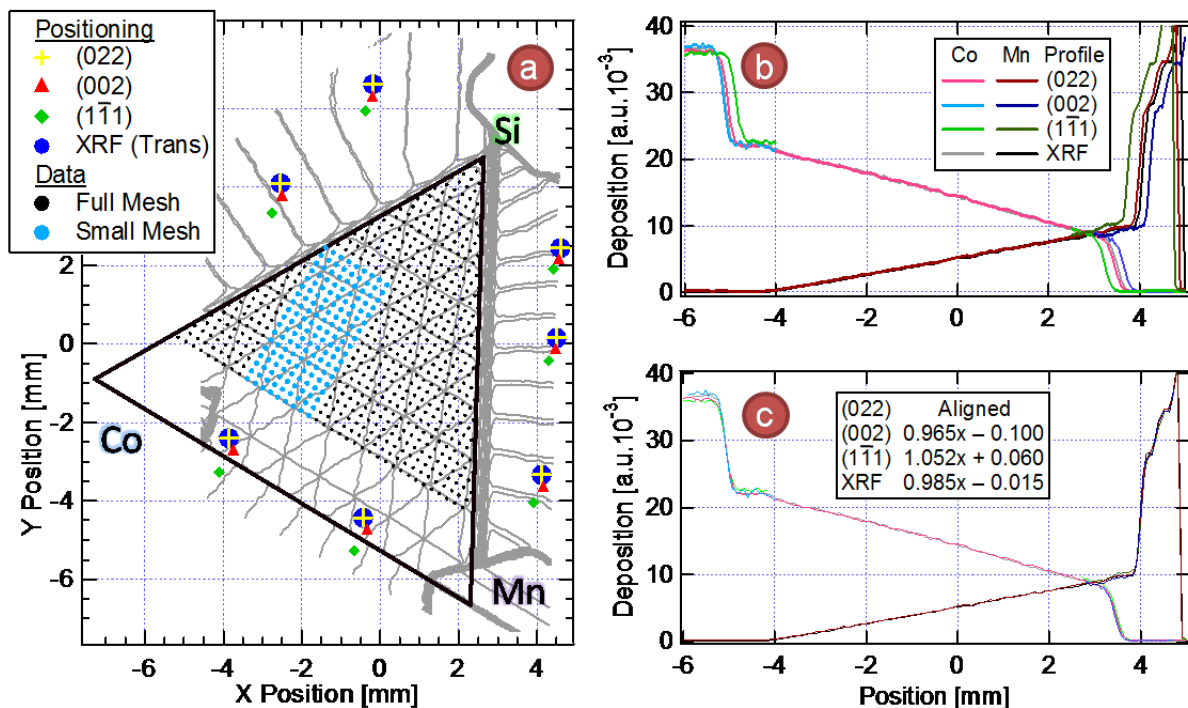 Positioning
(022)
(002)
(11̄1)
XRF (Trans)
Data
Full Mesh
Small Mesh
a
Si
Co
Mn
2
0
-2
-4
-6
Y Position [mm]
-6
-4
-2
0
2
4
X Position [mm]
b
Co Mn Profile
(022)
(002)
(11̄1)
XRF
40
30
20
10
0
Deposition [a.u.10⁻³]
-6
-4
-2
0
2
4
c
(022) Aligned
(002) 0.965x – 0.100
(11̄1) 1.052x + 0.060
XRF 0.985x – 0.015
40
30
20
10
0
Deposition [a.u.10⁻³]
-6
-4
-2
0
2
4
Position [mm]